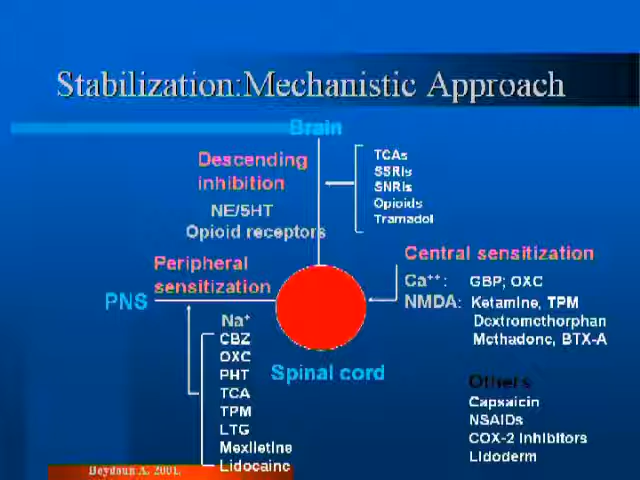 Stabilization:Mechanistic Approach
Brain
Descending
inhibition
NE/5HT
Opioid receptors
TCAs
SSRIs
SNRIs
Opioids
Tramadol
Peripheral
sensitization
PNS
Central sensitization
Ca++: GBP; OXC
NMDA: Ketamine, TPM
Dextromethorphan
Methadone, BTX-A
Na+
CBZ
OXC
PHT
TCA
TPM
LTG
Mexiletine
Lidocaine
Spinal cord
Others
Capsaicin
NSAIDs
COX-2 inhibitors
Lidoderm
Beydoun A. 2001.